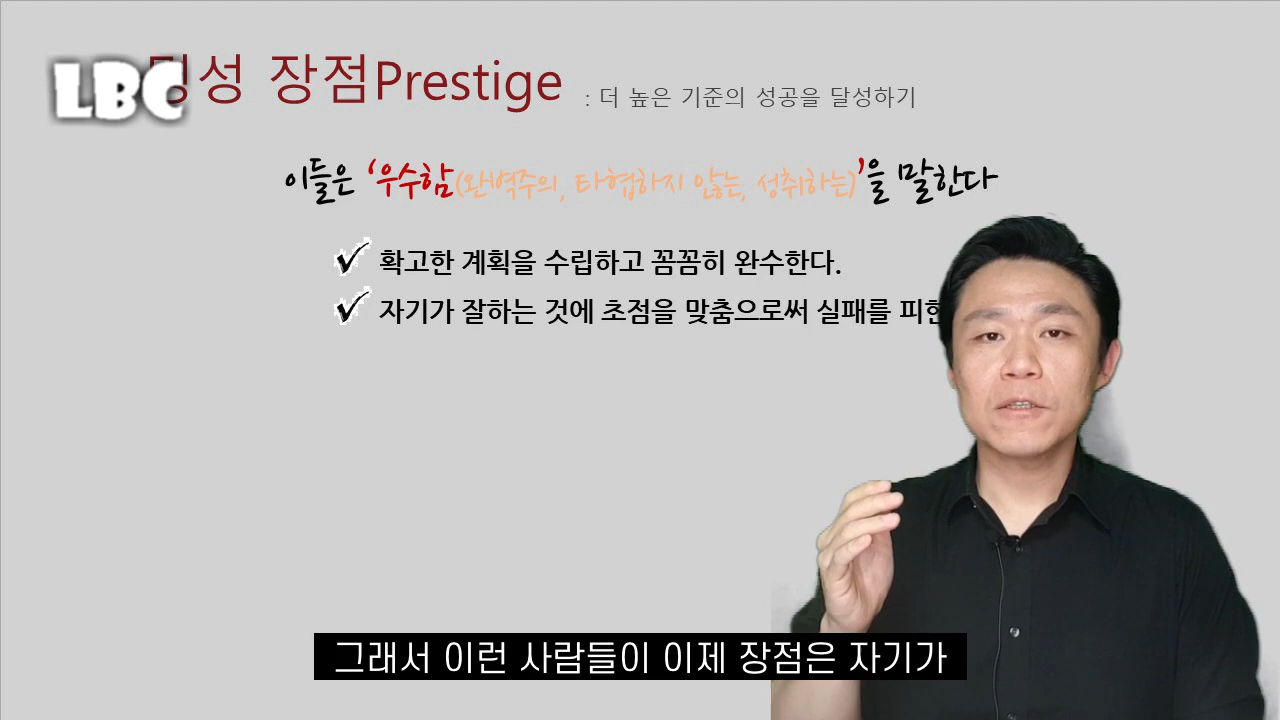 LBC
명성 장점Prestige : 더 높은 기준의 성공을 달성하기
이들은 '우수함(완벽주의, 타협하지 않는, 성취하는)'을 말한다
확고한 계획을 수립하고 꼼꼼히 완수한다.
자기가 잘하는 것에 초점을 맞춤으로써 실패를 피한
그래서 이런 사람들이 이제 장점은 자기가